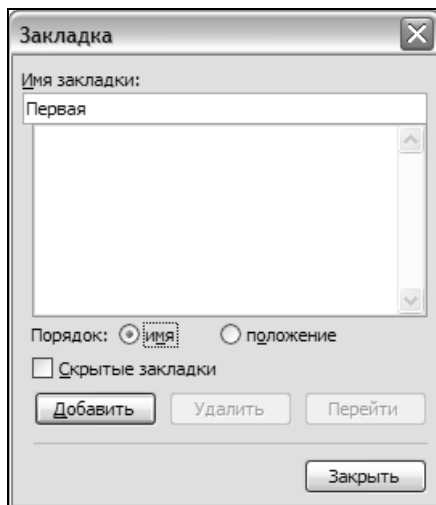 Закладка
Имя закладки:
Первая
Порядок: имя положение
Скрытые закладки
Добавить Удалить Перейти
Закрыть